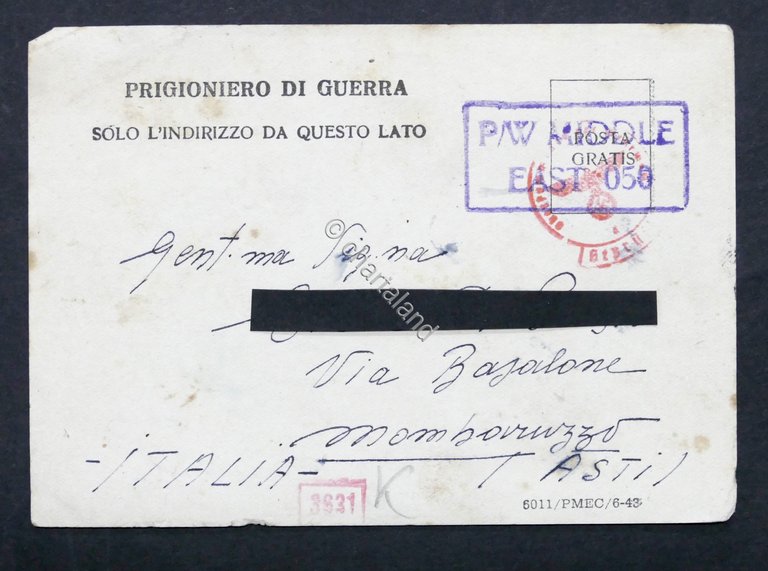 PRIGIONIERO DI GUERRA
SOLO L'INDIRIZZO DA QUESTO LATO
POSTA
GRATIS
P/W MIDDLE
EAST 050
Gent.ma Sig.na
Via Bazalone
Mombaruzzo
-ITALIA-
(ASTI)
3631
K
6011/PMEC/6-43
© chartaland